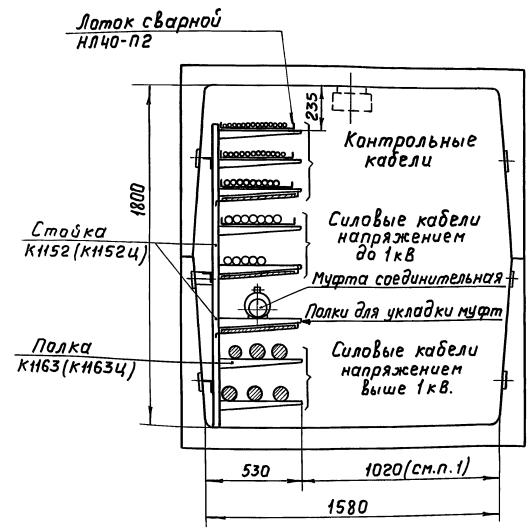 Лоток сварной
НЛ40-П2
235
Контрольные
кабели
1800
Силовые кабели
напряжением
до 1кВ
Стойка
К1152(К1152Ц)
Муфта соединительная
Полки для укладки муфт
Полка
К1163(К1163Ц)
Силовые кабели
напряжением
выше 1кВ.
530
1020(см.п.1)
1580